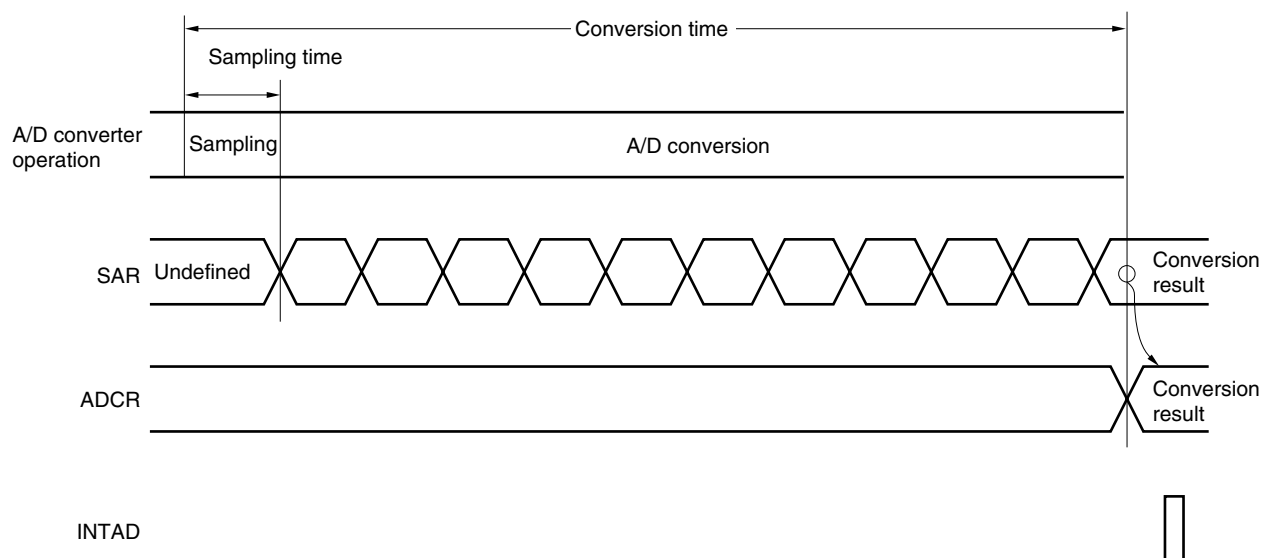 Conversion time
Sampling time
A/D converter
operation
Sampling
A/D conversion
SAR
Undefined
Conversion
result
ADCR
Conversion
result
INTAD